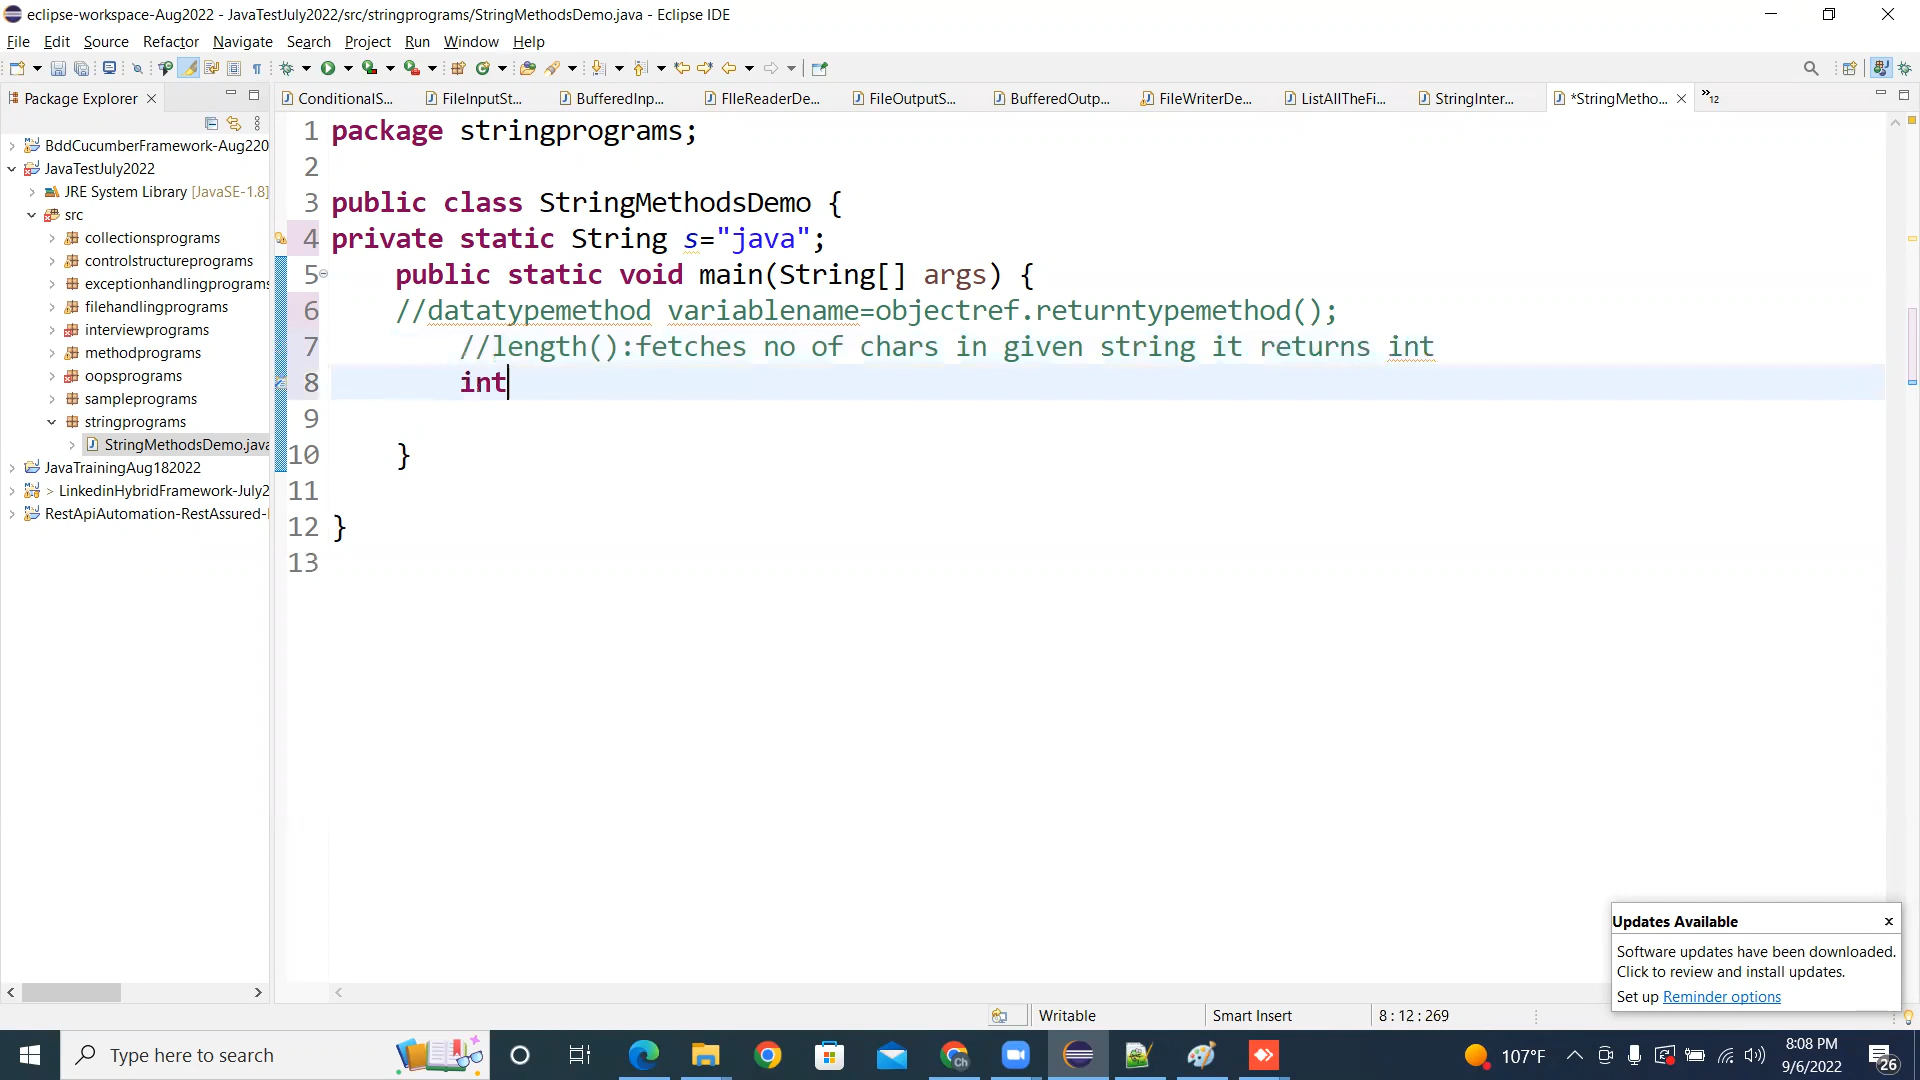 eclipse-workspace-Aug2022 - JavaTestJuly2022/src/stringprograms/StringMethodsDemo.java - Eclipse IDE
File Edit Source Refactor Navigate Search Project Run Window Help
Package Explorer
ConditionalS... FileInputSt... BufferedInp... FIleReaderDe... FileOutputS... BufferedOutp... FileWriterDe... ListAllTheFi... StringInter... *StringMetho... »12
BddCucumberFramework-Aug220
JavaTestJuly2022
JRE System Library [JavaSE-1.8]
src
collectionsprograms
controlstructureprograms
exceptionhandlingprograms
filehandlingprograms
interviewprograms
methodprograms
oopsprograms
sampleprograms
stringprograms
StringMethodsDemo.java
JavaTrainingAug182022
> LinkedinHybridFramework-July2
RestApiAutomation-RestAssured-
1 package stringprograms;
2
3 public class StringMethodsDemo {
4 private static String s="java";
5 public static void main(String[] args) {
6 //datatypemethod variablename=objectref.returntypemethod();
7 //length():fetches no of chars in given string it returns int
8 int
9
10 }
11
12 }
13
Updates Available x
Software updates have been downloaded.
Click to review and install updates.
Set up Reminder options
Writable Smart Insert 8 : 12 : 269
Type here to search
107°F
8:08 PM
9/6/2022
26